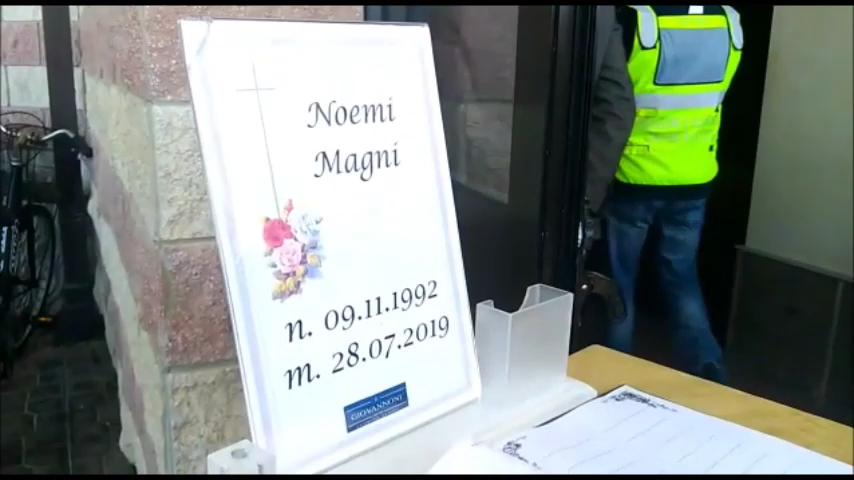 Noemi
Magni
n. 09.11.1992
m. 28.07.2019
GIOVANNONI